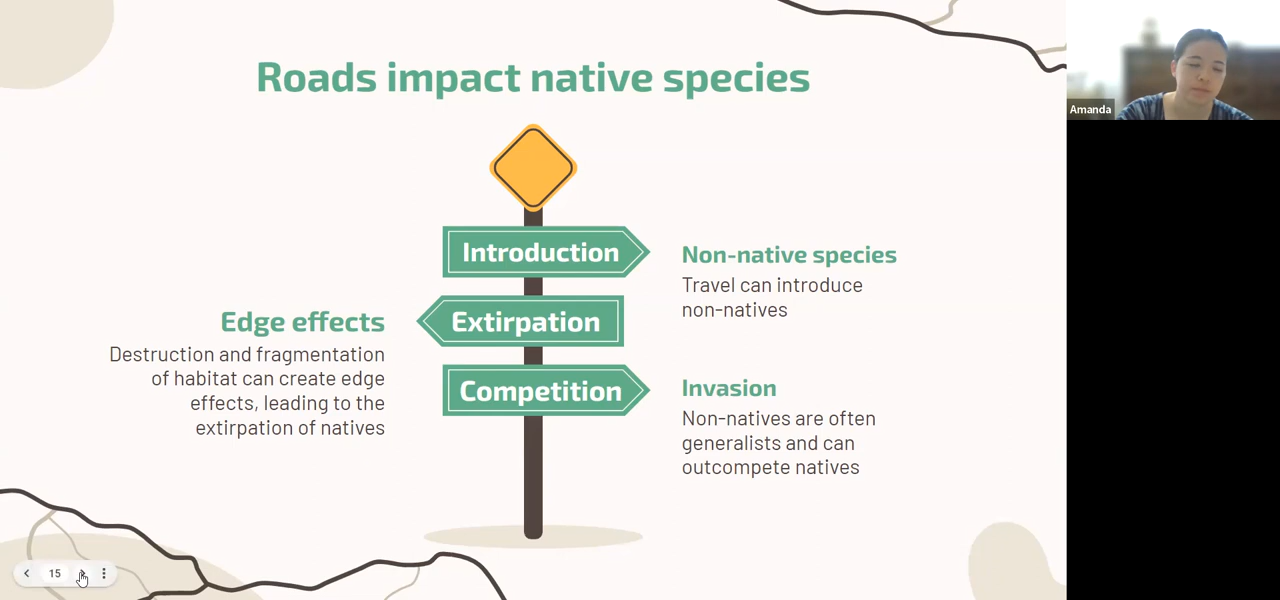 Roads impact native species
Amanda
Introduction
Non-native species
Travel can introduce
non-natives
Edge effects
Destruction and fragmentation
of habitat can create edge
effects, leading to the
extirpation of natives
Extirpation
Competition
Invasion
Non-natives are often
generalists and can
outcompete natives
15